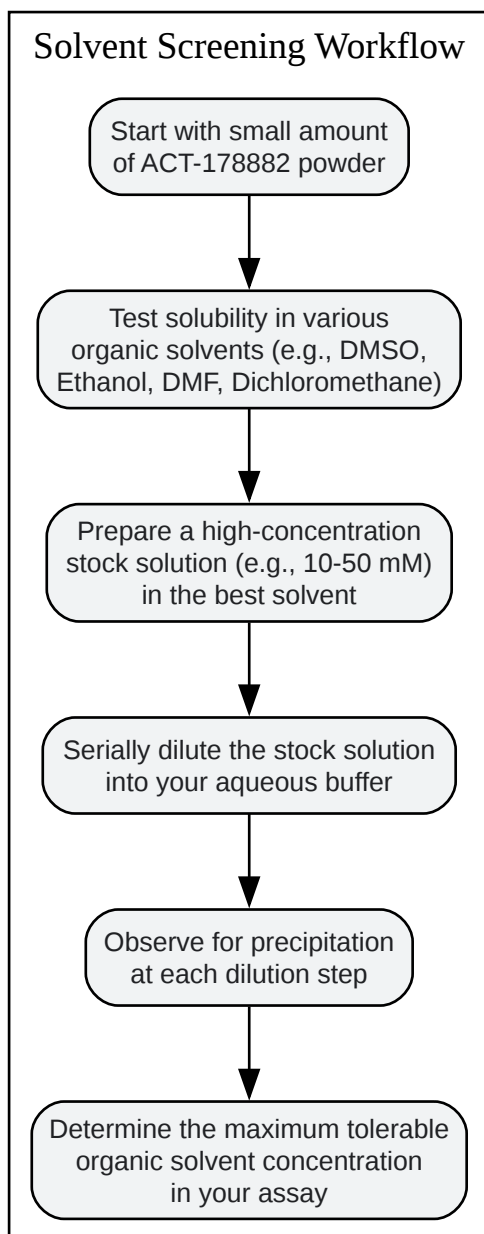 Solvent Screening Workflow
Start with small amount
of ACT-178882 powder
Test solubility in various
organic solvents (e.g., DMSO,
Ethanol, DMF, Dichloromethane)
Prepare a high-concentration
stock solution (e.g., 10-50 mM)
in the best solvent
Serially dilute the stock solution
into your aqueous buffer
Observe for precipitation
at each dilution step
Determine the maximum tolerable
organic solvent concentration
in your assay